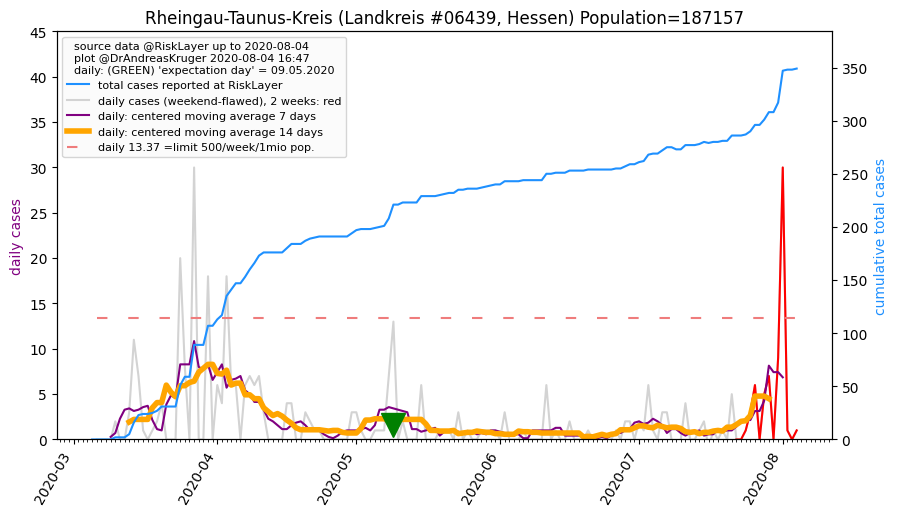 Rheingau-Taunus-Kreis (Landkreis #06439, Hessen) Population=187157
source data @RiskLayer up to 2020-08-04
plot @DrAndreasKruger 2020-08-04 16:47
daily: (GREEN) 'expectation day' = 09.05.2020
total cases reported at RiskLayer
daily cases (weekend-flawed), 2 weeks: red
daily: centered moving average 7 days
daily: centered moving average 14 days
daily 13.37 =limit 500/week/1mio pop.
daily cases
45
40
35
30
25
20
15
10
5
0
cumulative total cases
350
300
250
200
150
100
50
0
2020-03
2020-04
2020-05
2020-06
2020-07
2020-08